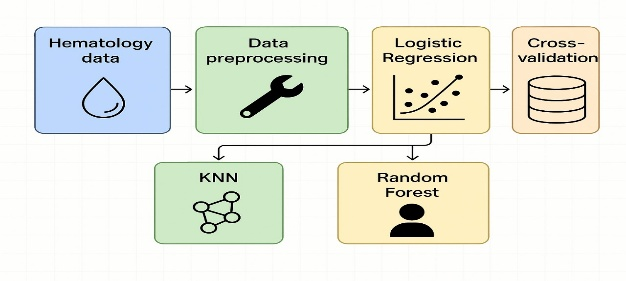 Hematology
data
Data
preprocessing
Logistic
Regression
Cross-
validation
KNN
Random
Forest